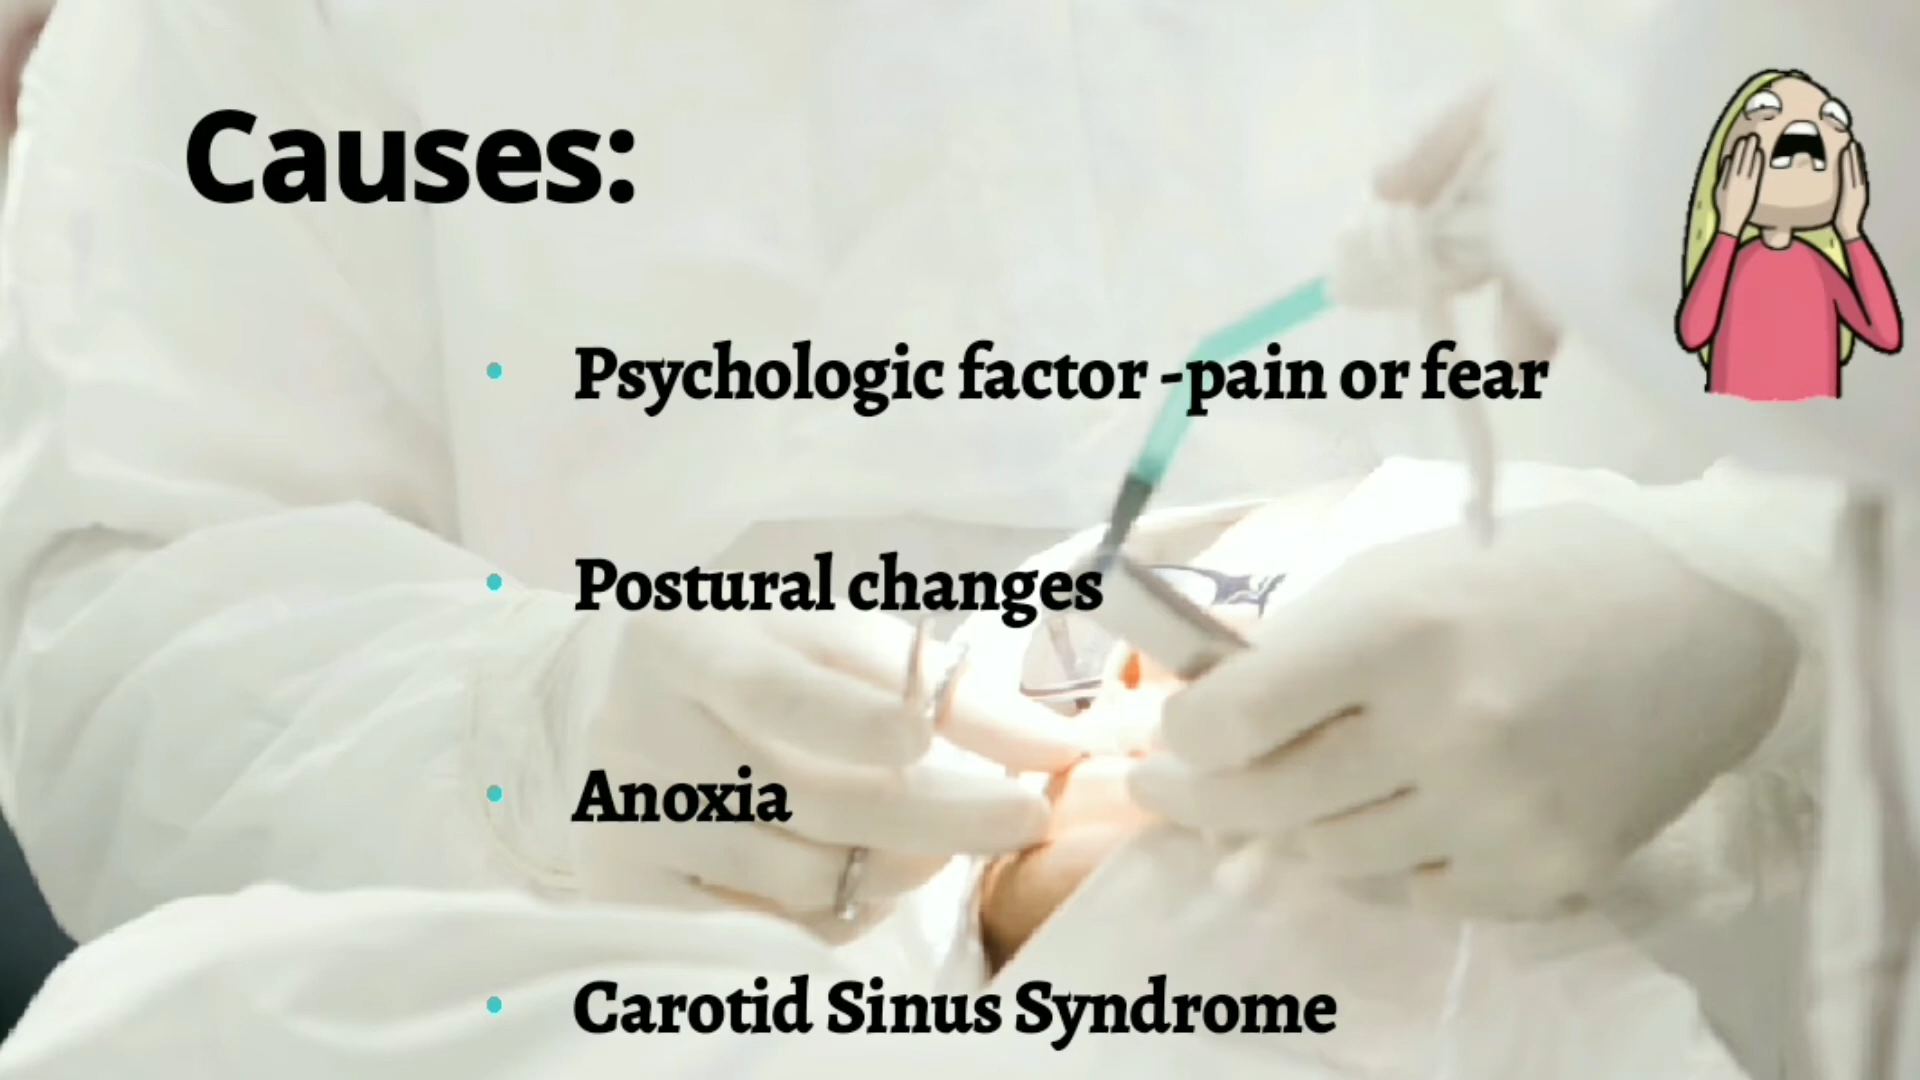 Causes:
Psychologic factor -pain or fear
Postural changes
Anoxia
Carotid Sinus Syndrome